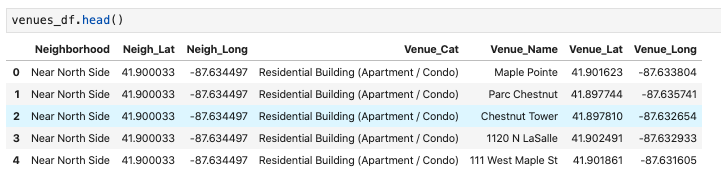 venues_df.head()
Neighborhood Neigh_Lat Neigh_Long Venue_Cat Venue_Name Venue_Lat Venue_Long
0 Near North Side 41.900033 -87.634497 Residential Building (Apartment / Condo) Maple Pointe 41.901623 -87.633804
1 Near North Side 41.900033 -87.634497 Residential Building (Apartment / Condo) Parc Chestnut 41.897744 -87.635741
2 Near North Side 41.900033 -87.634497 Residential Building (Apartment / Condo) Chestnut Tower 41.897810 -87.632654
3 Near North Side 41.900033 -87.634497 Residential Building (Apartment / Condo) 1120 N LaSalle 41.902491 -87.632933
4 Near North Side 41.900033 -87.634497 Residential Building (Apartment / Condo) 111 West Maple St 41.901861 -87.631605